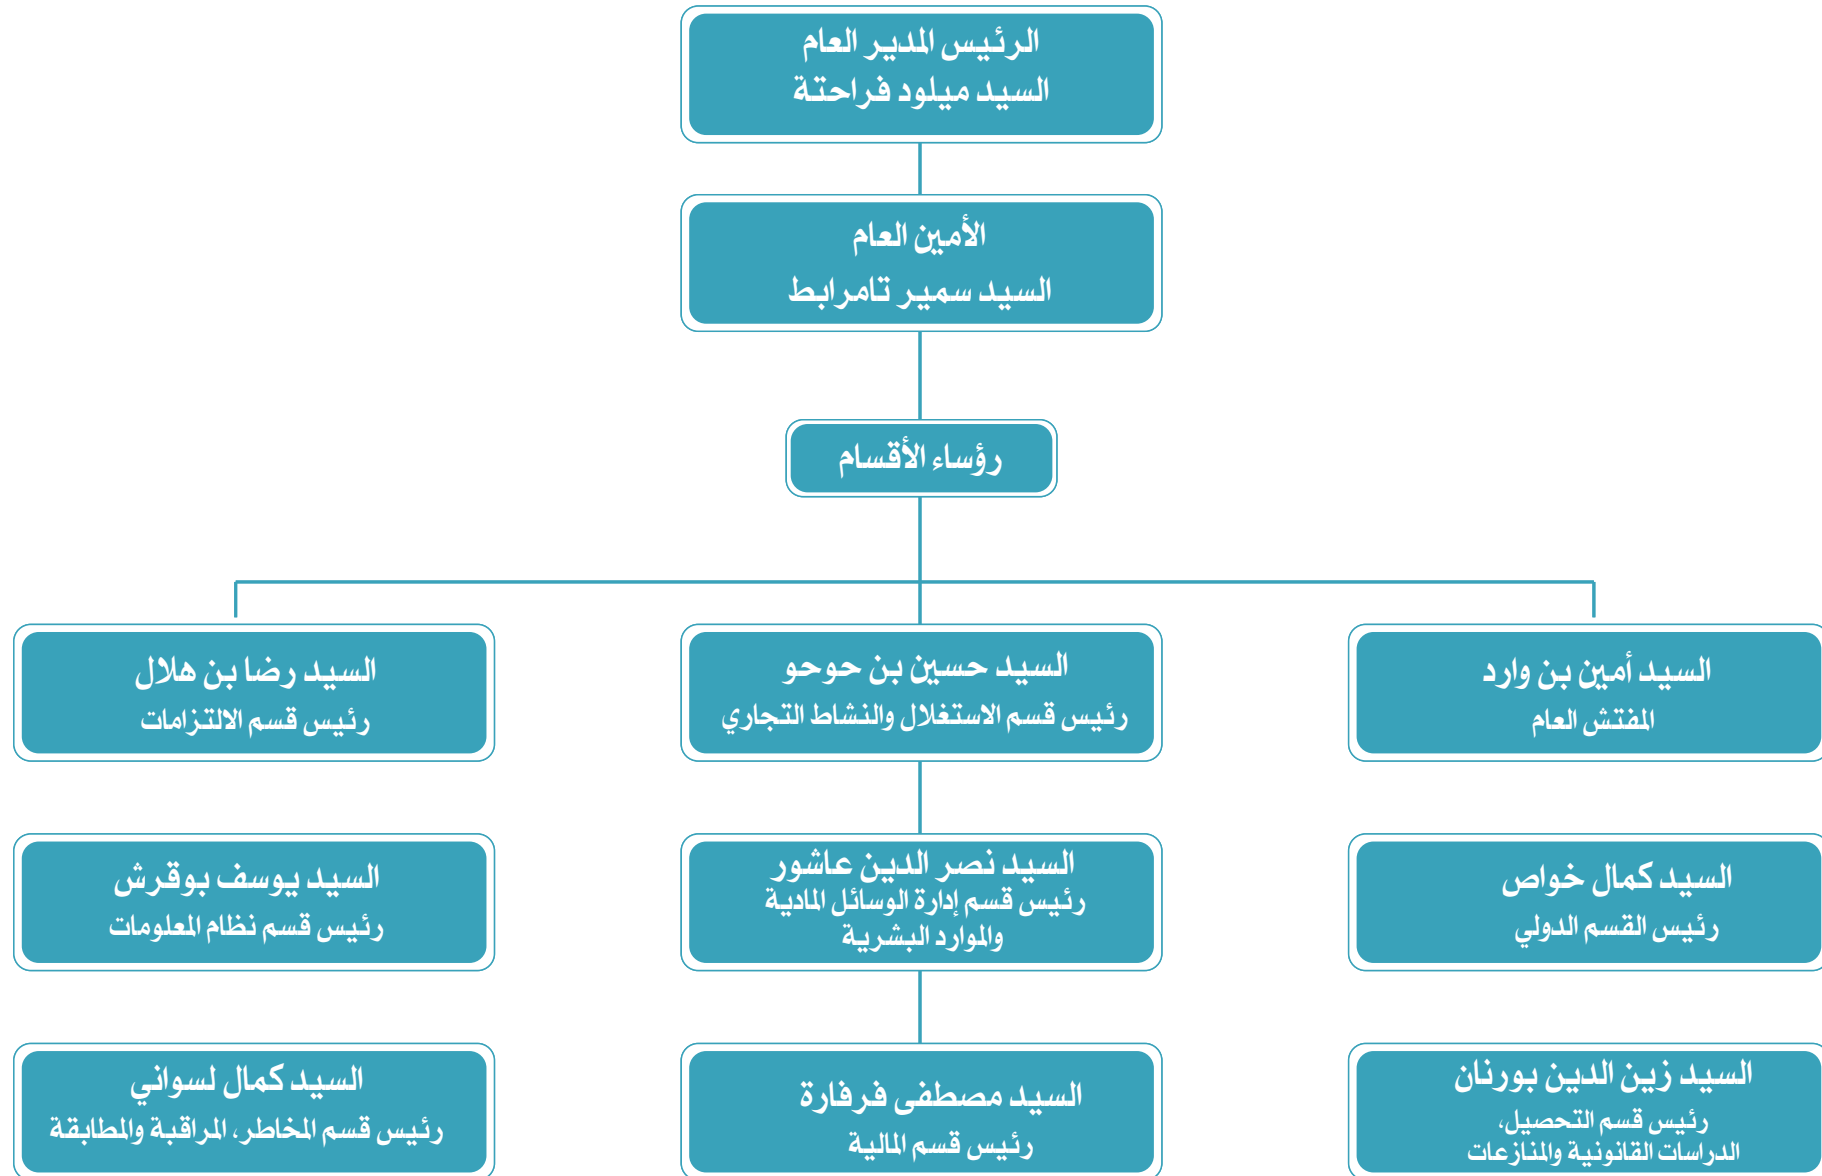 الرئيس المدير العام
السيد ميلود فراحتة
الأمين العام
السيد سمير تامرابط
رؤساء الأقسام
السيد أمين بن وارد
المفتش العام
السيد حسين بن حوحو
رئيس قسم الاستغلال والنشاط التجاري
السيد رضا بن هلال
رئيس قسم الالتزامات
السيد كمال خواص
رئيس القسم الدولي
السيد نصر الدين عاشور
رئيس قسم إدارة الوسائل المادية
والموارد البشرية
السيد يوسف بوقرش
رئيس قسم نظام المعلومات
السيد زين الدين بورنان
رئيس قسم التحصيل،
الدراسات القانونية والمنازعات
السيد مصطفى فرفارة
رئيس قسم المالية
السيد كمال لسواني
رئيس قسم المخاطر، المراقبة والمطابقة